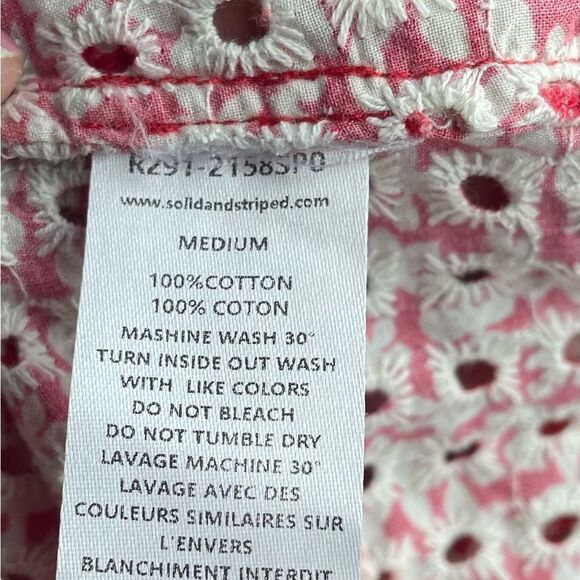 R291-2158SP0
www.solidandstriped.com
MEDIUM
100%COTTON
100% COTON
MASHINE WASH 30°
TURN INSIDE OUT WASH
WITH LIKE COLORS
DO NOT BLEACH
DO NOT TUMBLE DRY
LAVAGE MACHINE 30°
LAVAGE AVEC DES
COULEURS SIMILAIRES SUR
L'ENVERS
BLANCHIMENT INTERDIT